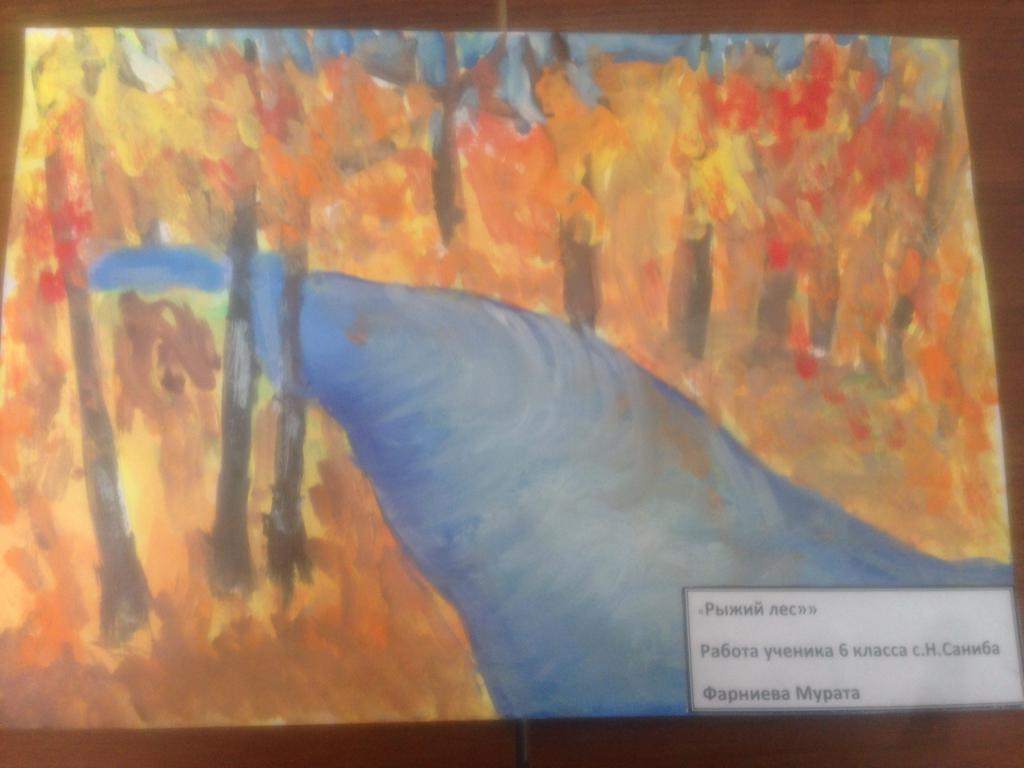 «Рыжий лес»»
Работа ученика 6 класса с.Н.Саниба
Фарниева Мурата